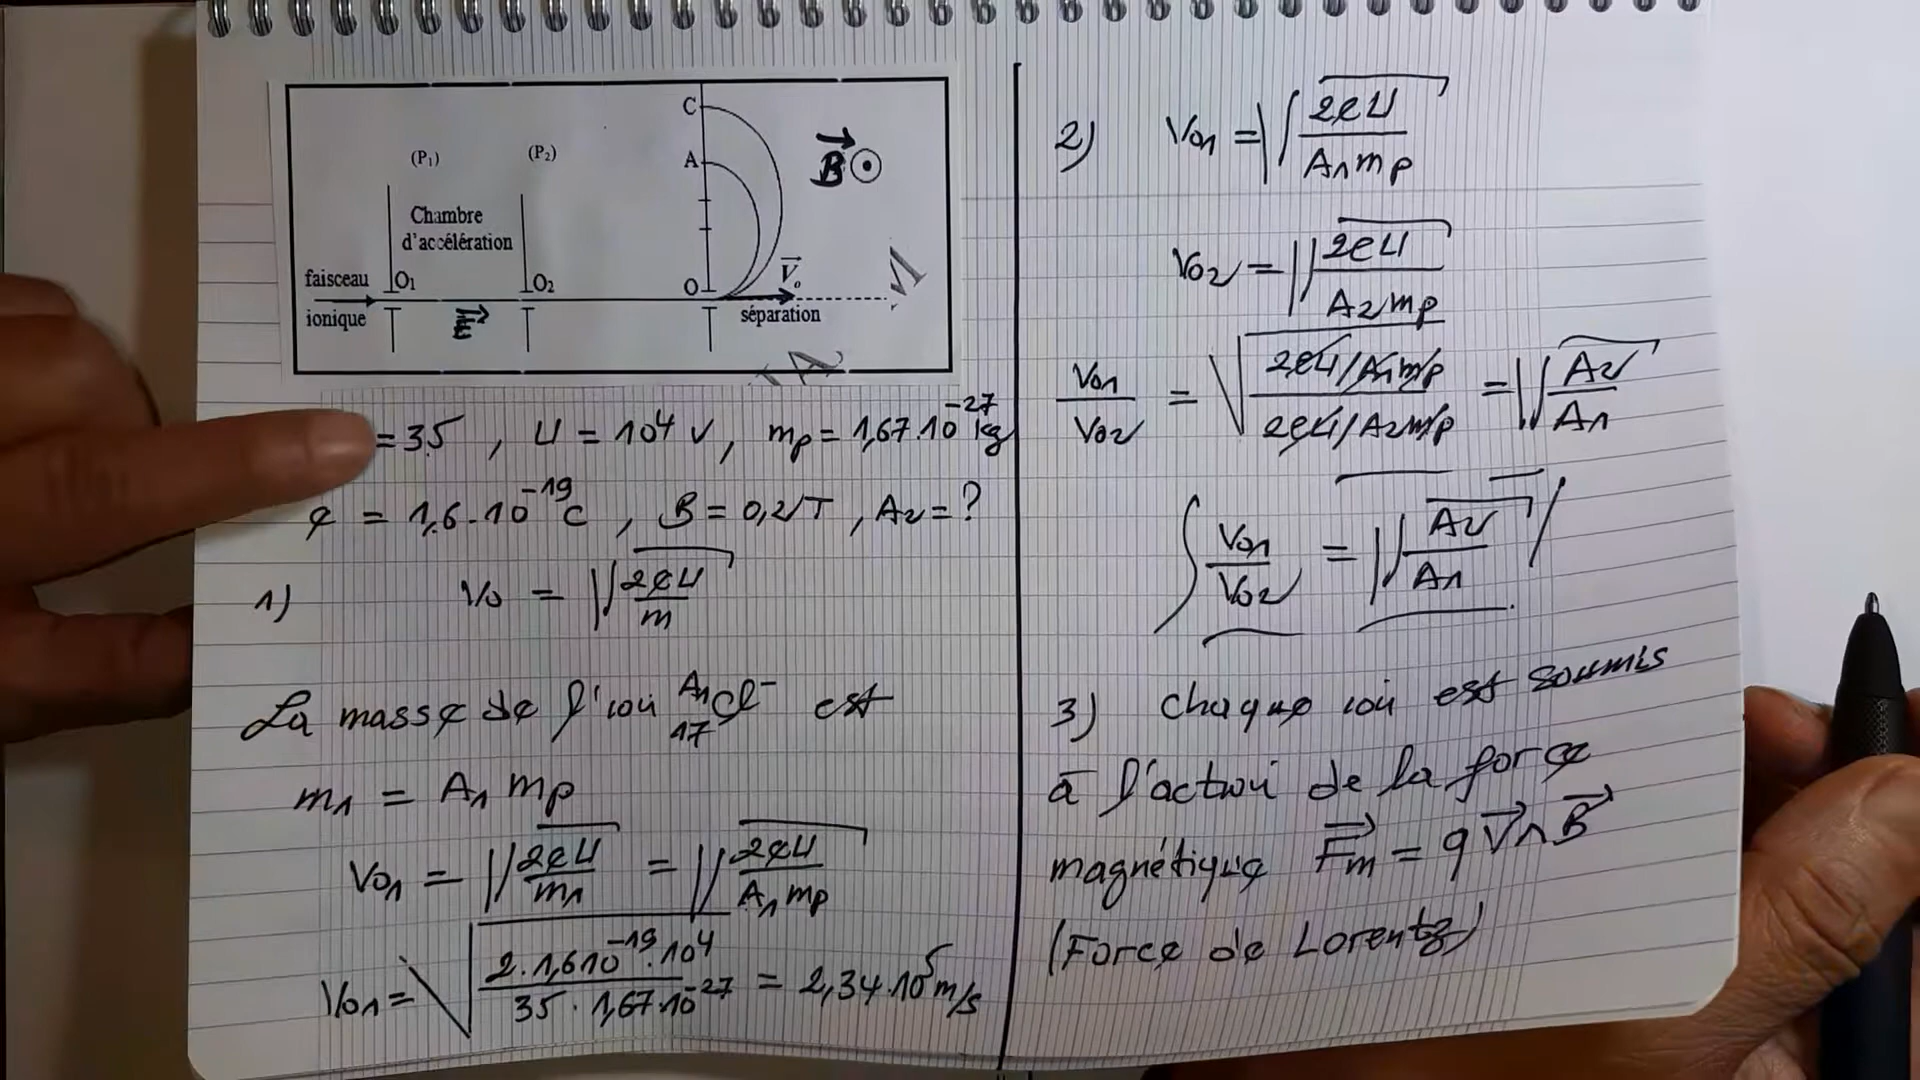 C
A
O
B⃗ ⊙
(P₁)
(P₂)
Chambre
d'accélération
faisceau
ionique
O₁
O₂
E⃗
V⃗ₒ
séparation
= 35 , U = 10⁴ V, mp = 1,67.10⁻²⁷ kg
e = 1,6.10⁻¹⁹ C , B = 0,2T , A₂ = ?
1) V₀ = √(2eU/m)
La masse de l'ion ᴬ¹₁₇Cl⁻ est
m₁ = A₁ mp
V₀₁ = √(2eU/m₁) = √(2eU/A₁mp)
V₀₁ = √(2.1,6 10⁻¹⁹.10⁴/35.1,67.10⁻²⁷) = 2,34.10⁵ m/s
2) V₀₁ = √(2eU/A₁mp)
V₀₂ = √(2eU/A₂mp)
V₀₁/V₀₂ = √((2eU/A₁mp)/(2eU/A₂mp)) = √(A₂/A₁)
V₀₁/V₀₂ = √(A₂/A₁)
3) chaque ion est soumis
à l'action de la force
magnétique F⃗m = q V⃗ ∧ B⃗
(Force de Lorentz)